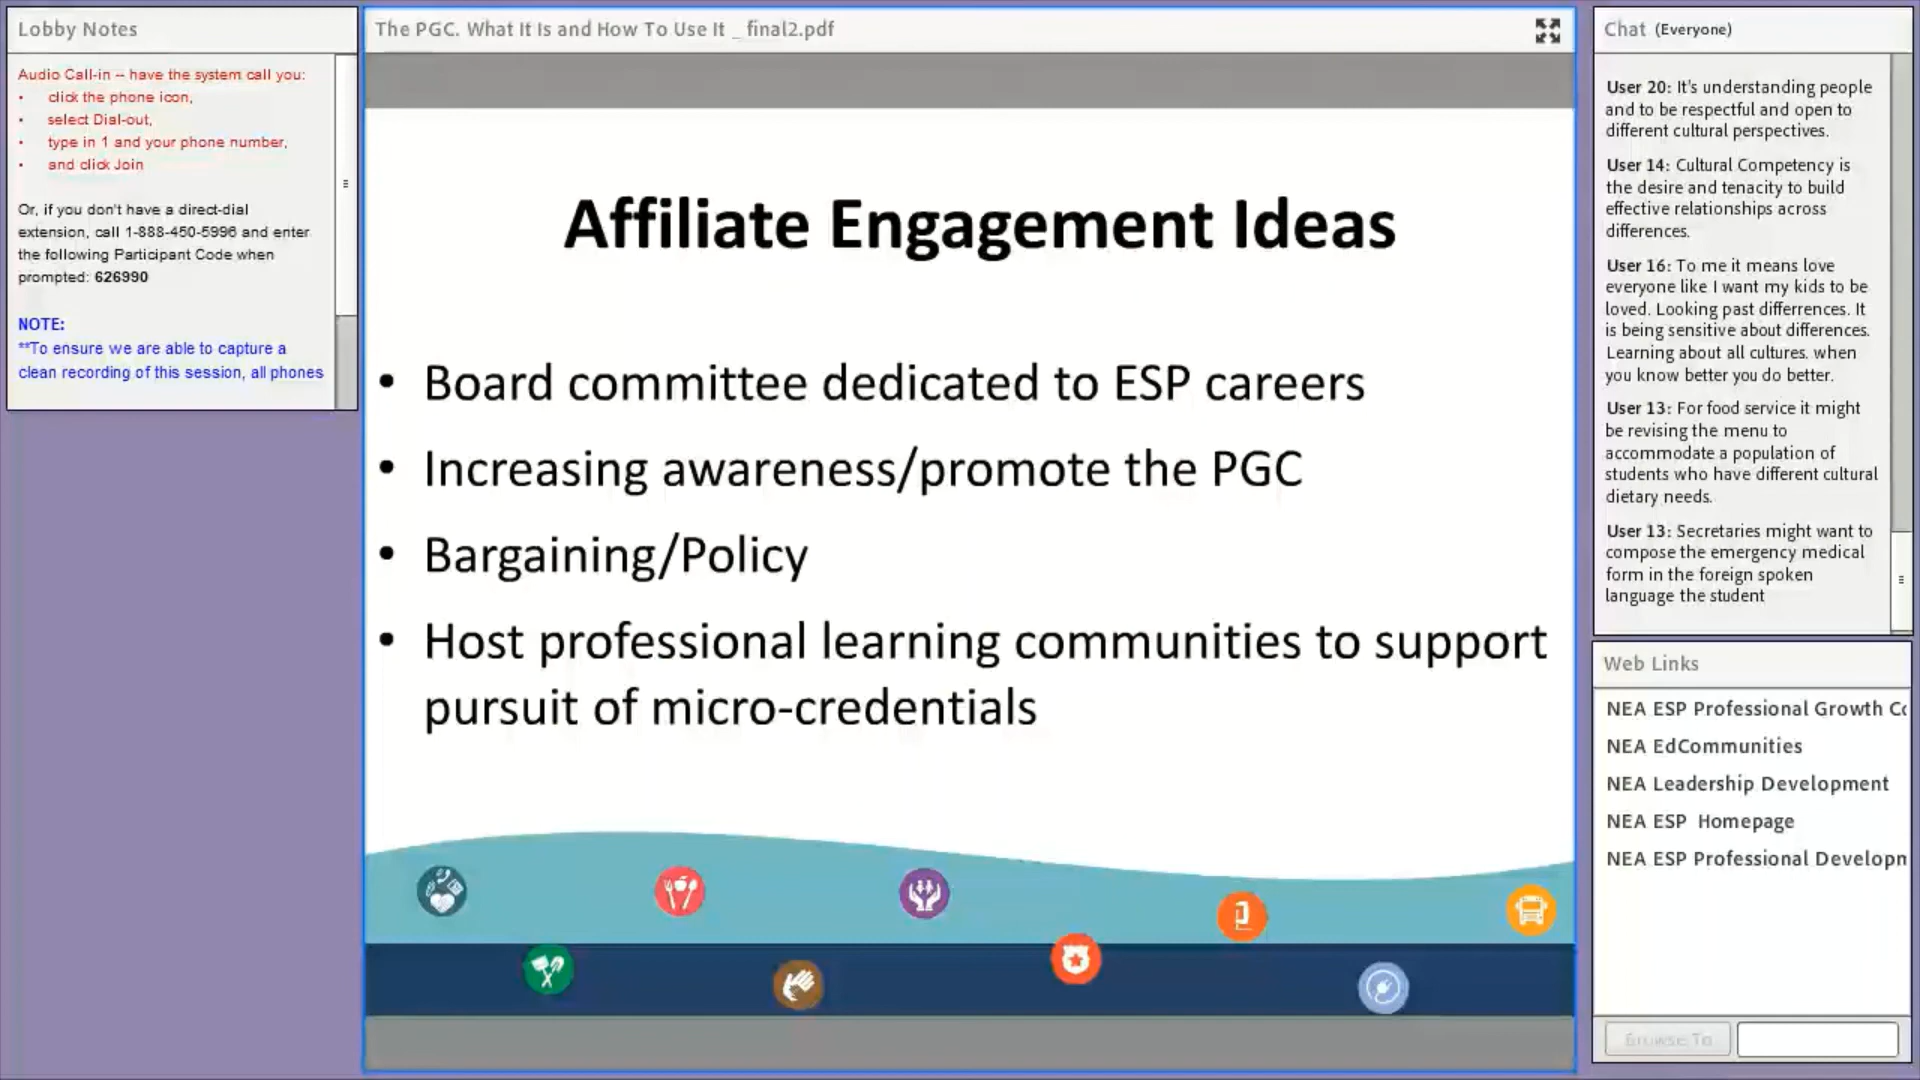 Lobby Notes
Audio Call-in -- have the system call you:
• click the phone icon,
• select Dial-out,
• type in 1 and your phone number,
• and click Join
Or, if you don't have a direct-dial
extension, call 1-888-450-5996 and enter
the following Participant Code when
prompted: 626990
NOTE:
**To ensure we are able to capture a
clean recording of this session, all phones
The PGC. What It Is and How To Use It _ final2.pdf
Affiliate Engagement Ideas
• Board committee dedicated to ESP careers
• Increasing awareness/promote the PGC
• Bargaining/Policy
• Host professional learning communities to support
pursuit of micro-credentials
Chat (Everyone)
User 20: It's understanding people
and to be respectful and open to
different cultural perspectives.
User 14: Cultural Competency is
the desire and tenacity to build
effective relationships across
differences.
User 16: To me it means love
everyone like I want my kids to be
loved. Looking past differrences. It
is being sensitive about differences.
Learning about all cultures. when
you know better you do better.
User 13: For food service it might
be revising the menu to
accommodate a population of
students who have different cultural
dietary needs.
User 13: Secretaries might want to
compose the emergency medical
form in the foreign spoken
language the student
Web Links
NEA ESP Professional Growth Co
NEA EdCommunities
NEA Leadership Development
NEA ESP Homepage
NEA ESP Professional Developm
Browse To